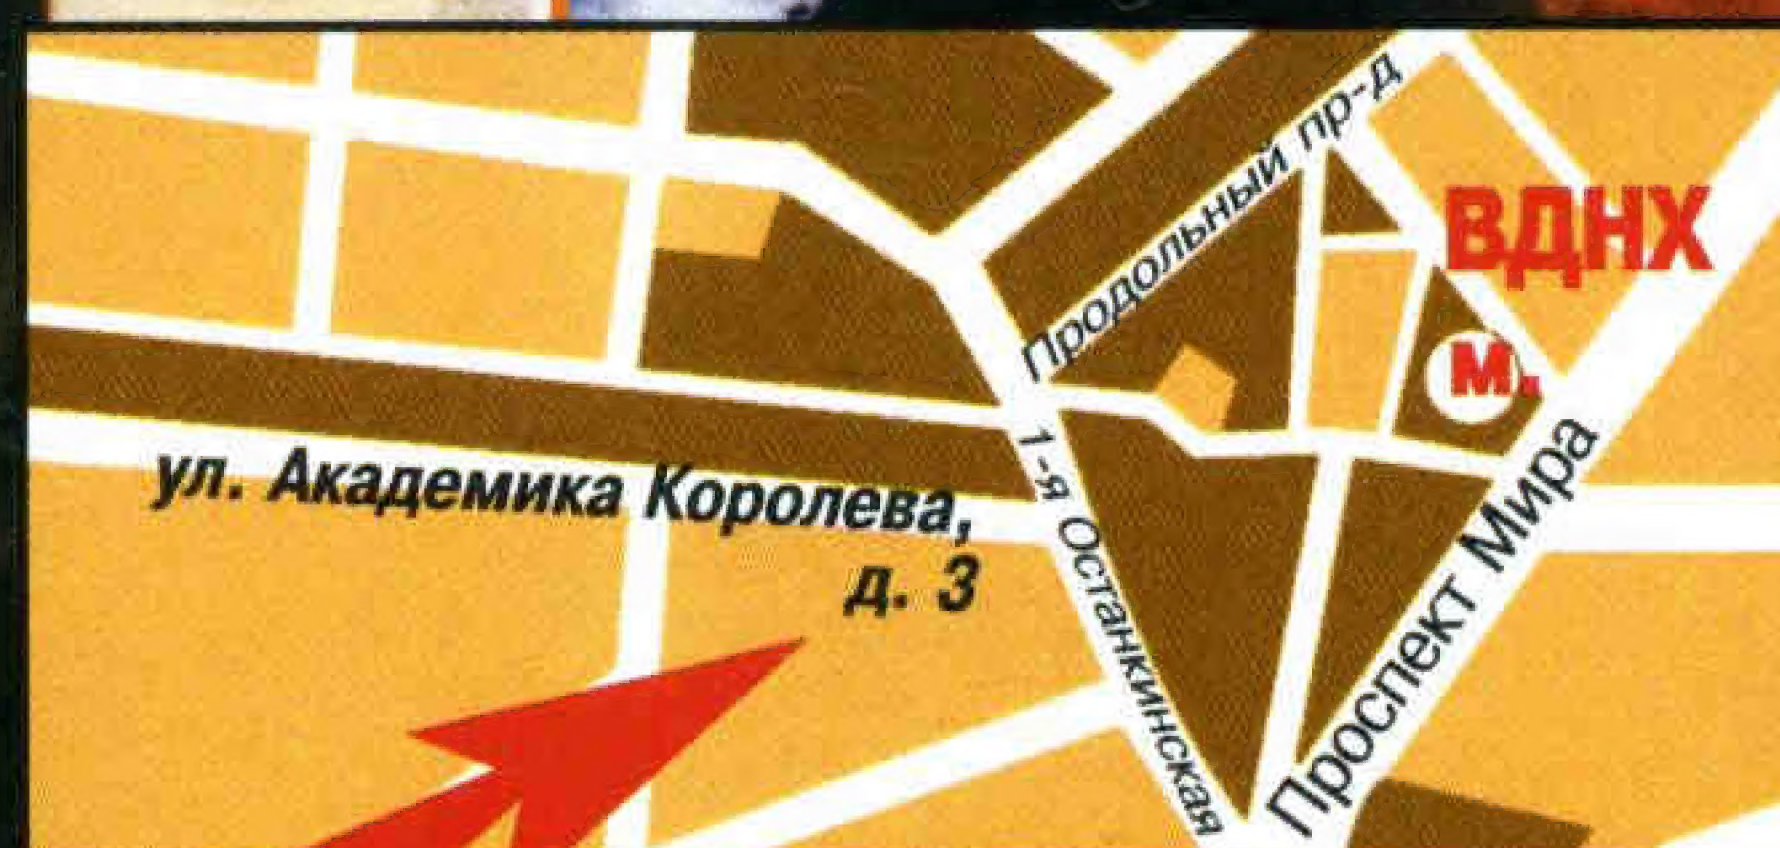 Продольный пр-д
ВДНХ
М.
ул. Академика Королева,
д. 3
1-я Останкинская
Проспект Мира